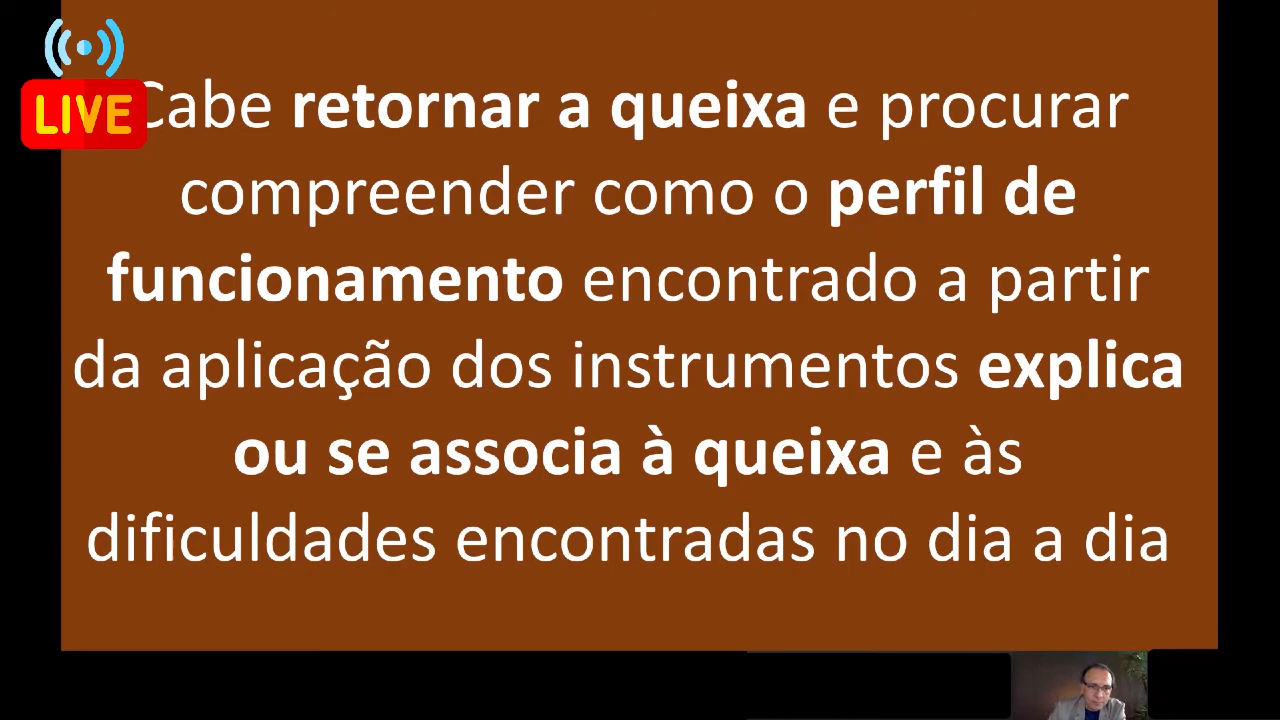 LIVE
Cabe retornar a queixa e procurar
compreender como o perfil de
funcionamento encontrado a partir
da aplicação dos instrumentos explica
ou se associa à queixa e às
dificuldades encontradas no dia a dia